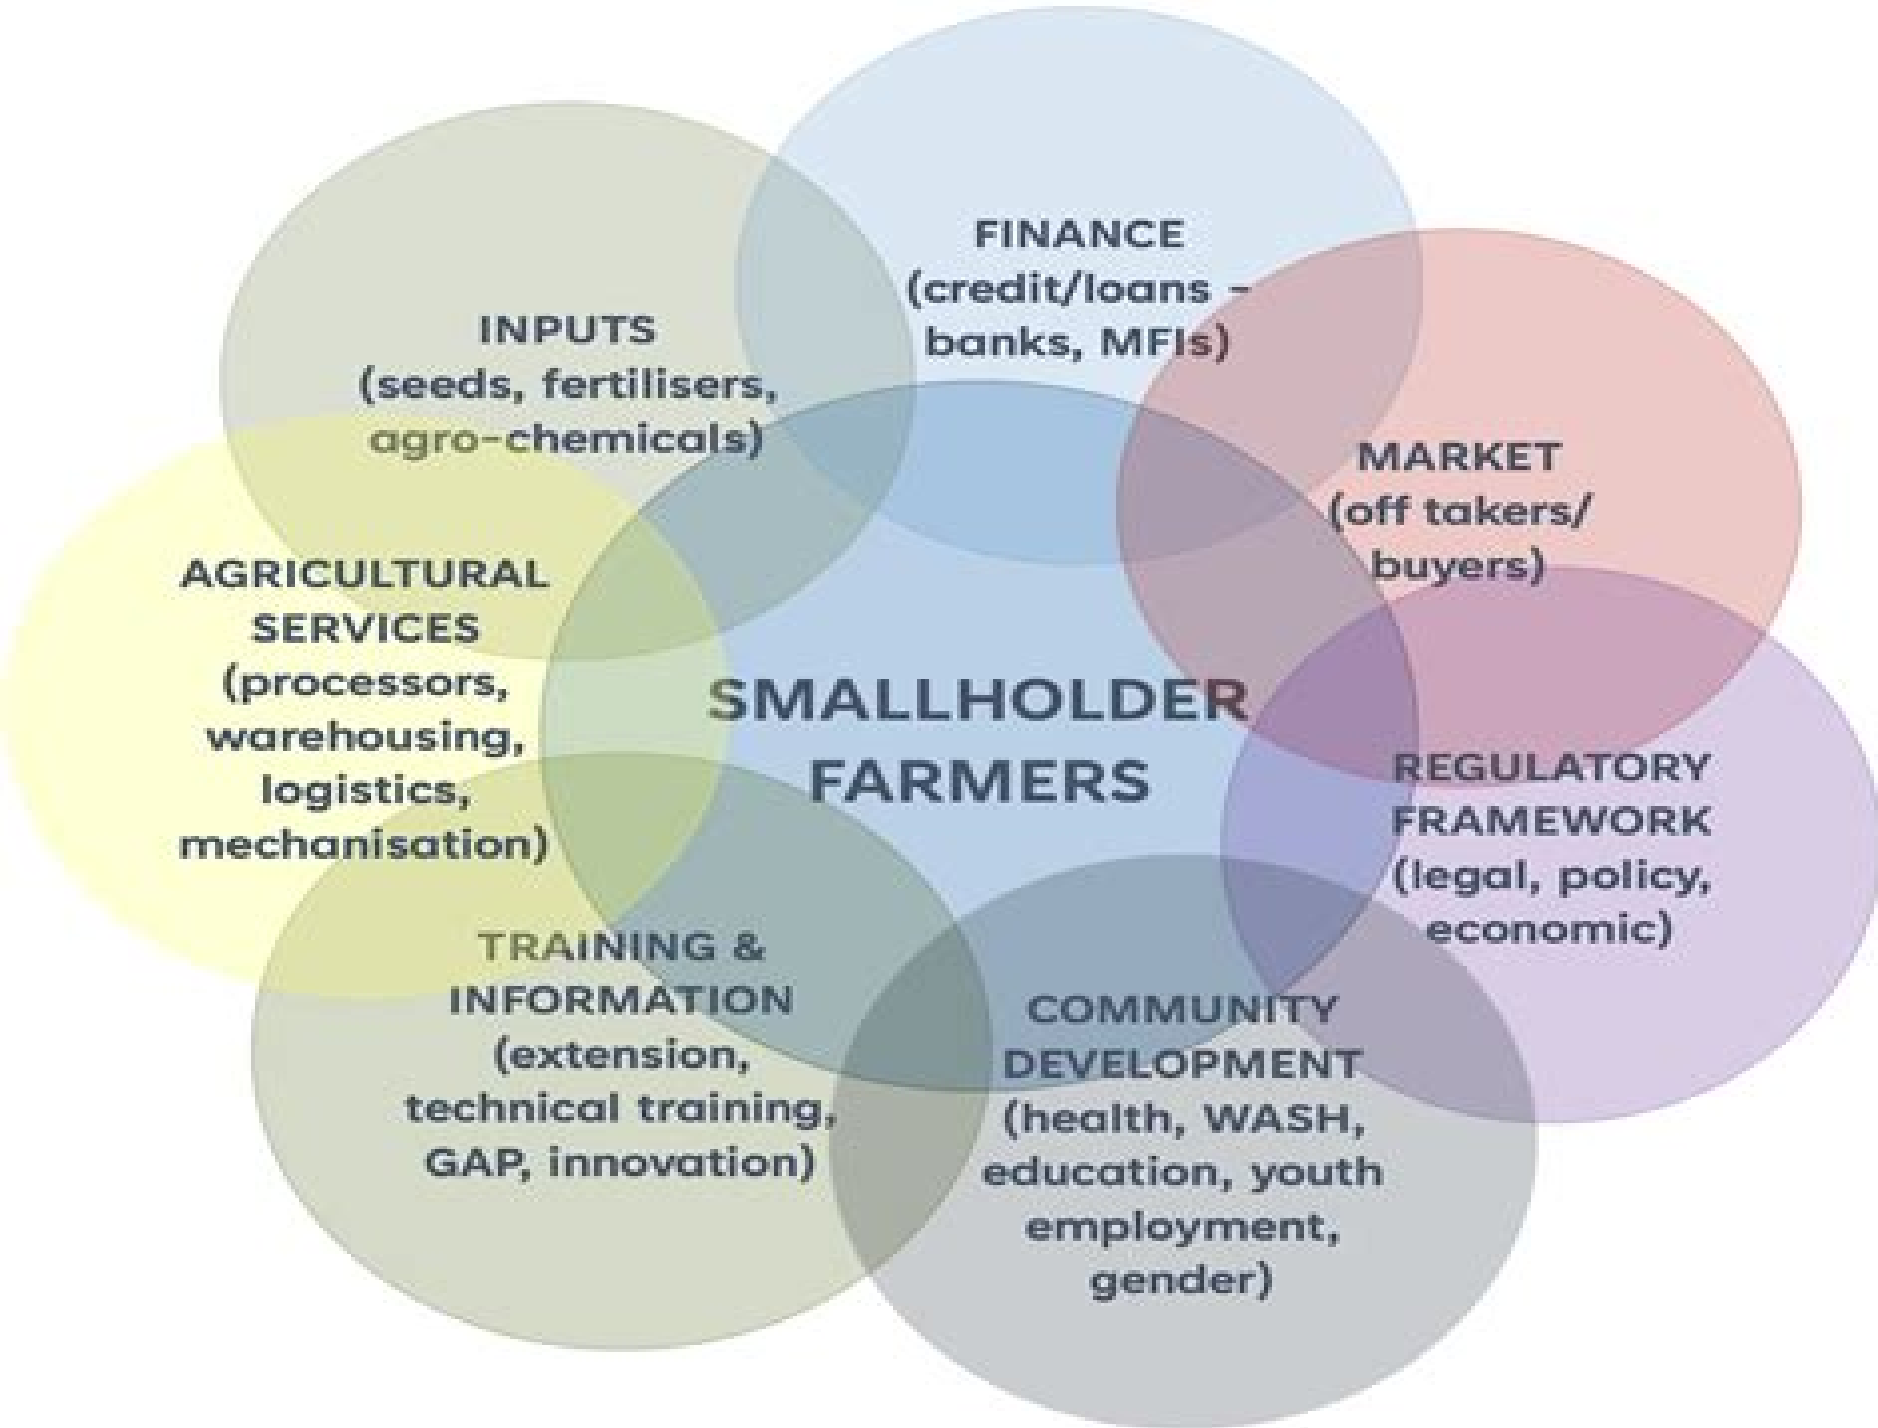 FINANCE
(credit/loans –
banks, MFIs)
INPUTS
(seeds, fertilisers,
agro-chemicals)
MARKET
(off takers/
buyers)
AGRICULTURAL
SERVICES
(processors,
warehousing,
logistics,
mechanisation)
SMALLHOLDER
FARMERS
REGULATORY
FRAMEWORK
(legal, policy,
economic)
TRAINING &
INFORMATION
(extension,
technical training,
GAP, innovation)
COMMUNITY
DEVELOPMENT
(health, WASH,
education, youth
employment,
gender)